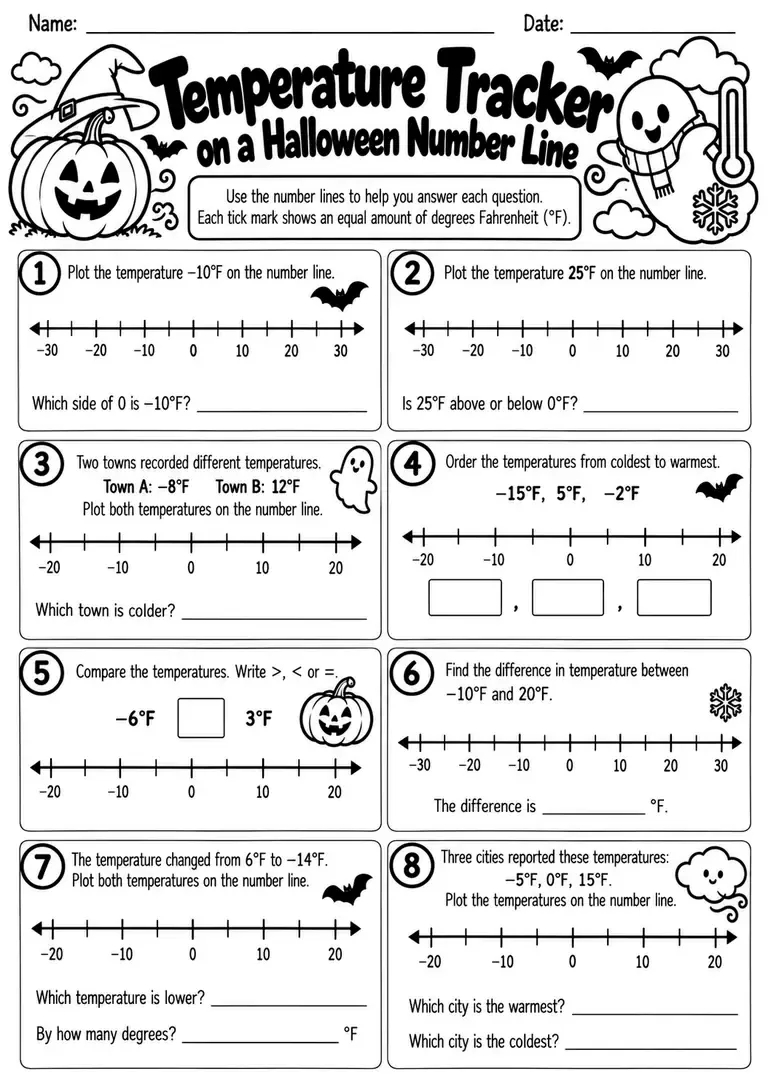 Name: ____ Date: ____
Temperature Tracker
on a Halloween Number Line
Use the number lines to help you answer each question.
Each tick mark shows an equal amount of degrees Fahrenheit (°F).
1 Plot the temperature −10°F on the number line.
−30 −20 −10 0 10 20 30
Which side of 0 is −10°F? ____
2 Plot the temperature 25°F on the number line.
−30 −20 −10 0 10 20 30
Is 25°F above or below 0°F? ____
3 Two towns recorded different temperatures.
Town A: −8°F Town B: 12°F
Plot both temperatures on the number line.
−20 −10 0 10 20
Which town is colder? ____
4 Order the temperatures from coldest to warmest.
−15°F, 5°F, −2°F
−20 −10 0 10 20
, ,
5 Compare the temperatures. Write >, < or =.
−6°F 3°F
−20 −10 0 10 20
6 Find the difference in temperature between
−10°F and 20°F.
−30 −20 −10 0 10 20 30
The difference is ____ °F.
7 The temperature changed from 6°F to −14°F.
Plot both temperatures on the number line.
−20 −10 0 10 20
Which temperature is lower? ____
By how many degrees? ____ °F
8 Three cities reported these temperatures:
−5°F, 0°F, 15°F.
Plot the temperatures on the number line.
−20 −10 0 10 20
Which city is the warmest? ____
Which city is the coldest? ____